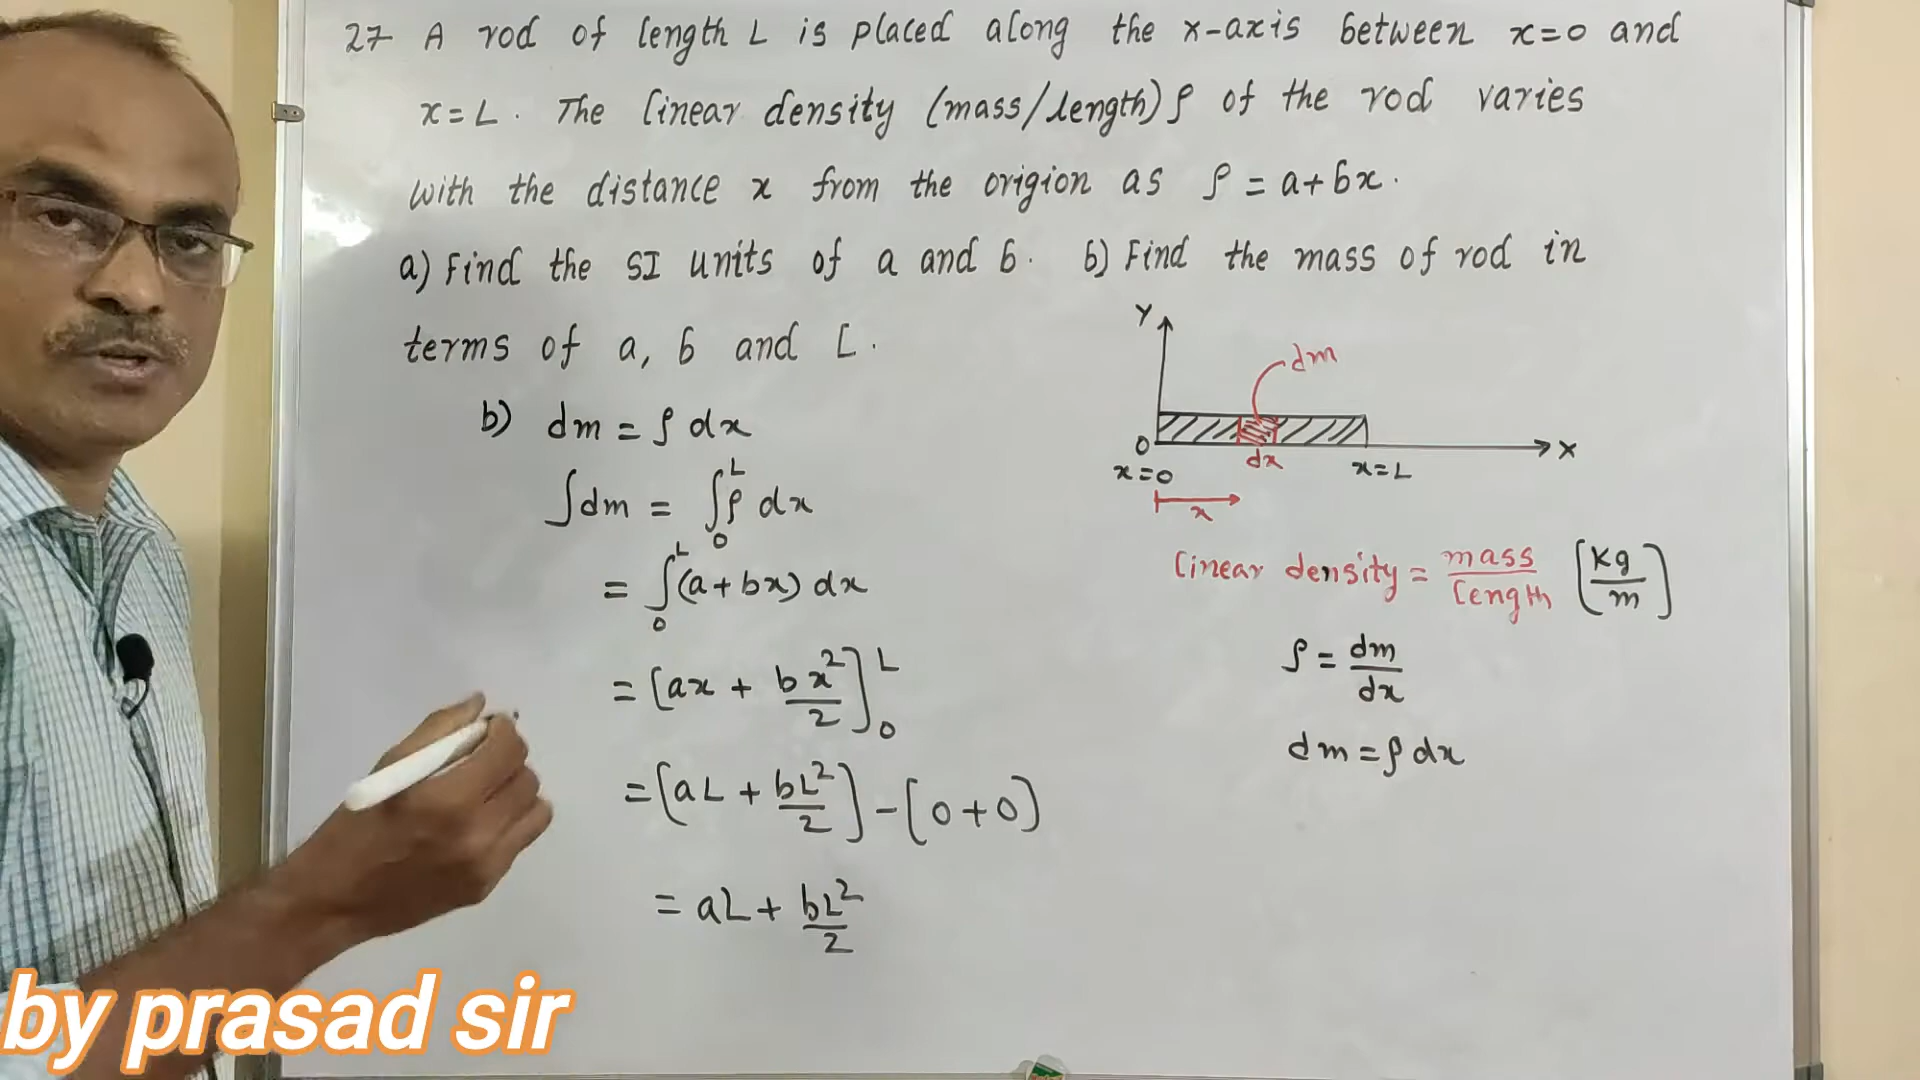 27 A rod of length L is placed along the x-axis between x=0 and
x=L. The linear density (mass/length) ρ of the rod varies
with the distance x from the origion as ρ = a+bx.
a) Find the SI units of a and b. b) Find the mass of rod in
terms of a, b and L.
b) dm = ρ dx
∫dm = ∫₀ᴸ ρ dx
= ∫₀ᴸ (a+bx) dx
= [ax + bx²/2]₀ᴸ
= [aL + bL²/2] - [0+0]
= aL + bL²/2
Y
dm
O
X
x=0
dx
x=L
x
Linear density = mass/Length [Kg/m]
ρ = dm/dx
dm = ρ dx
by prasad sir